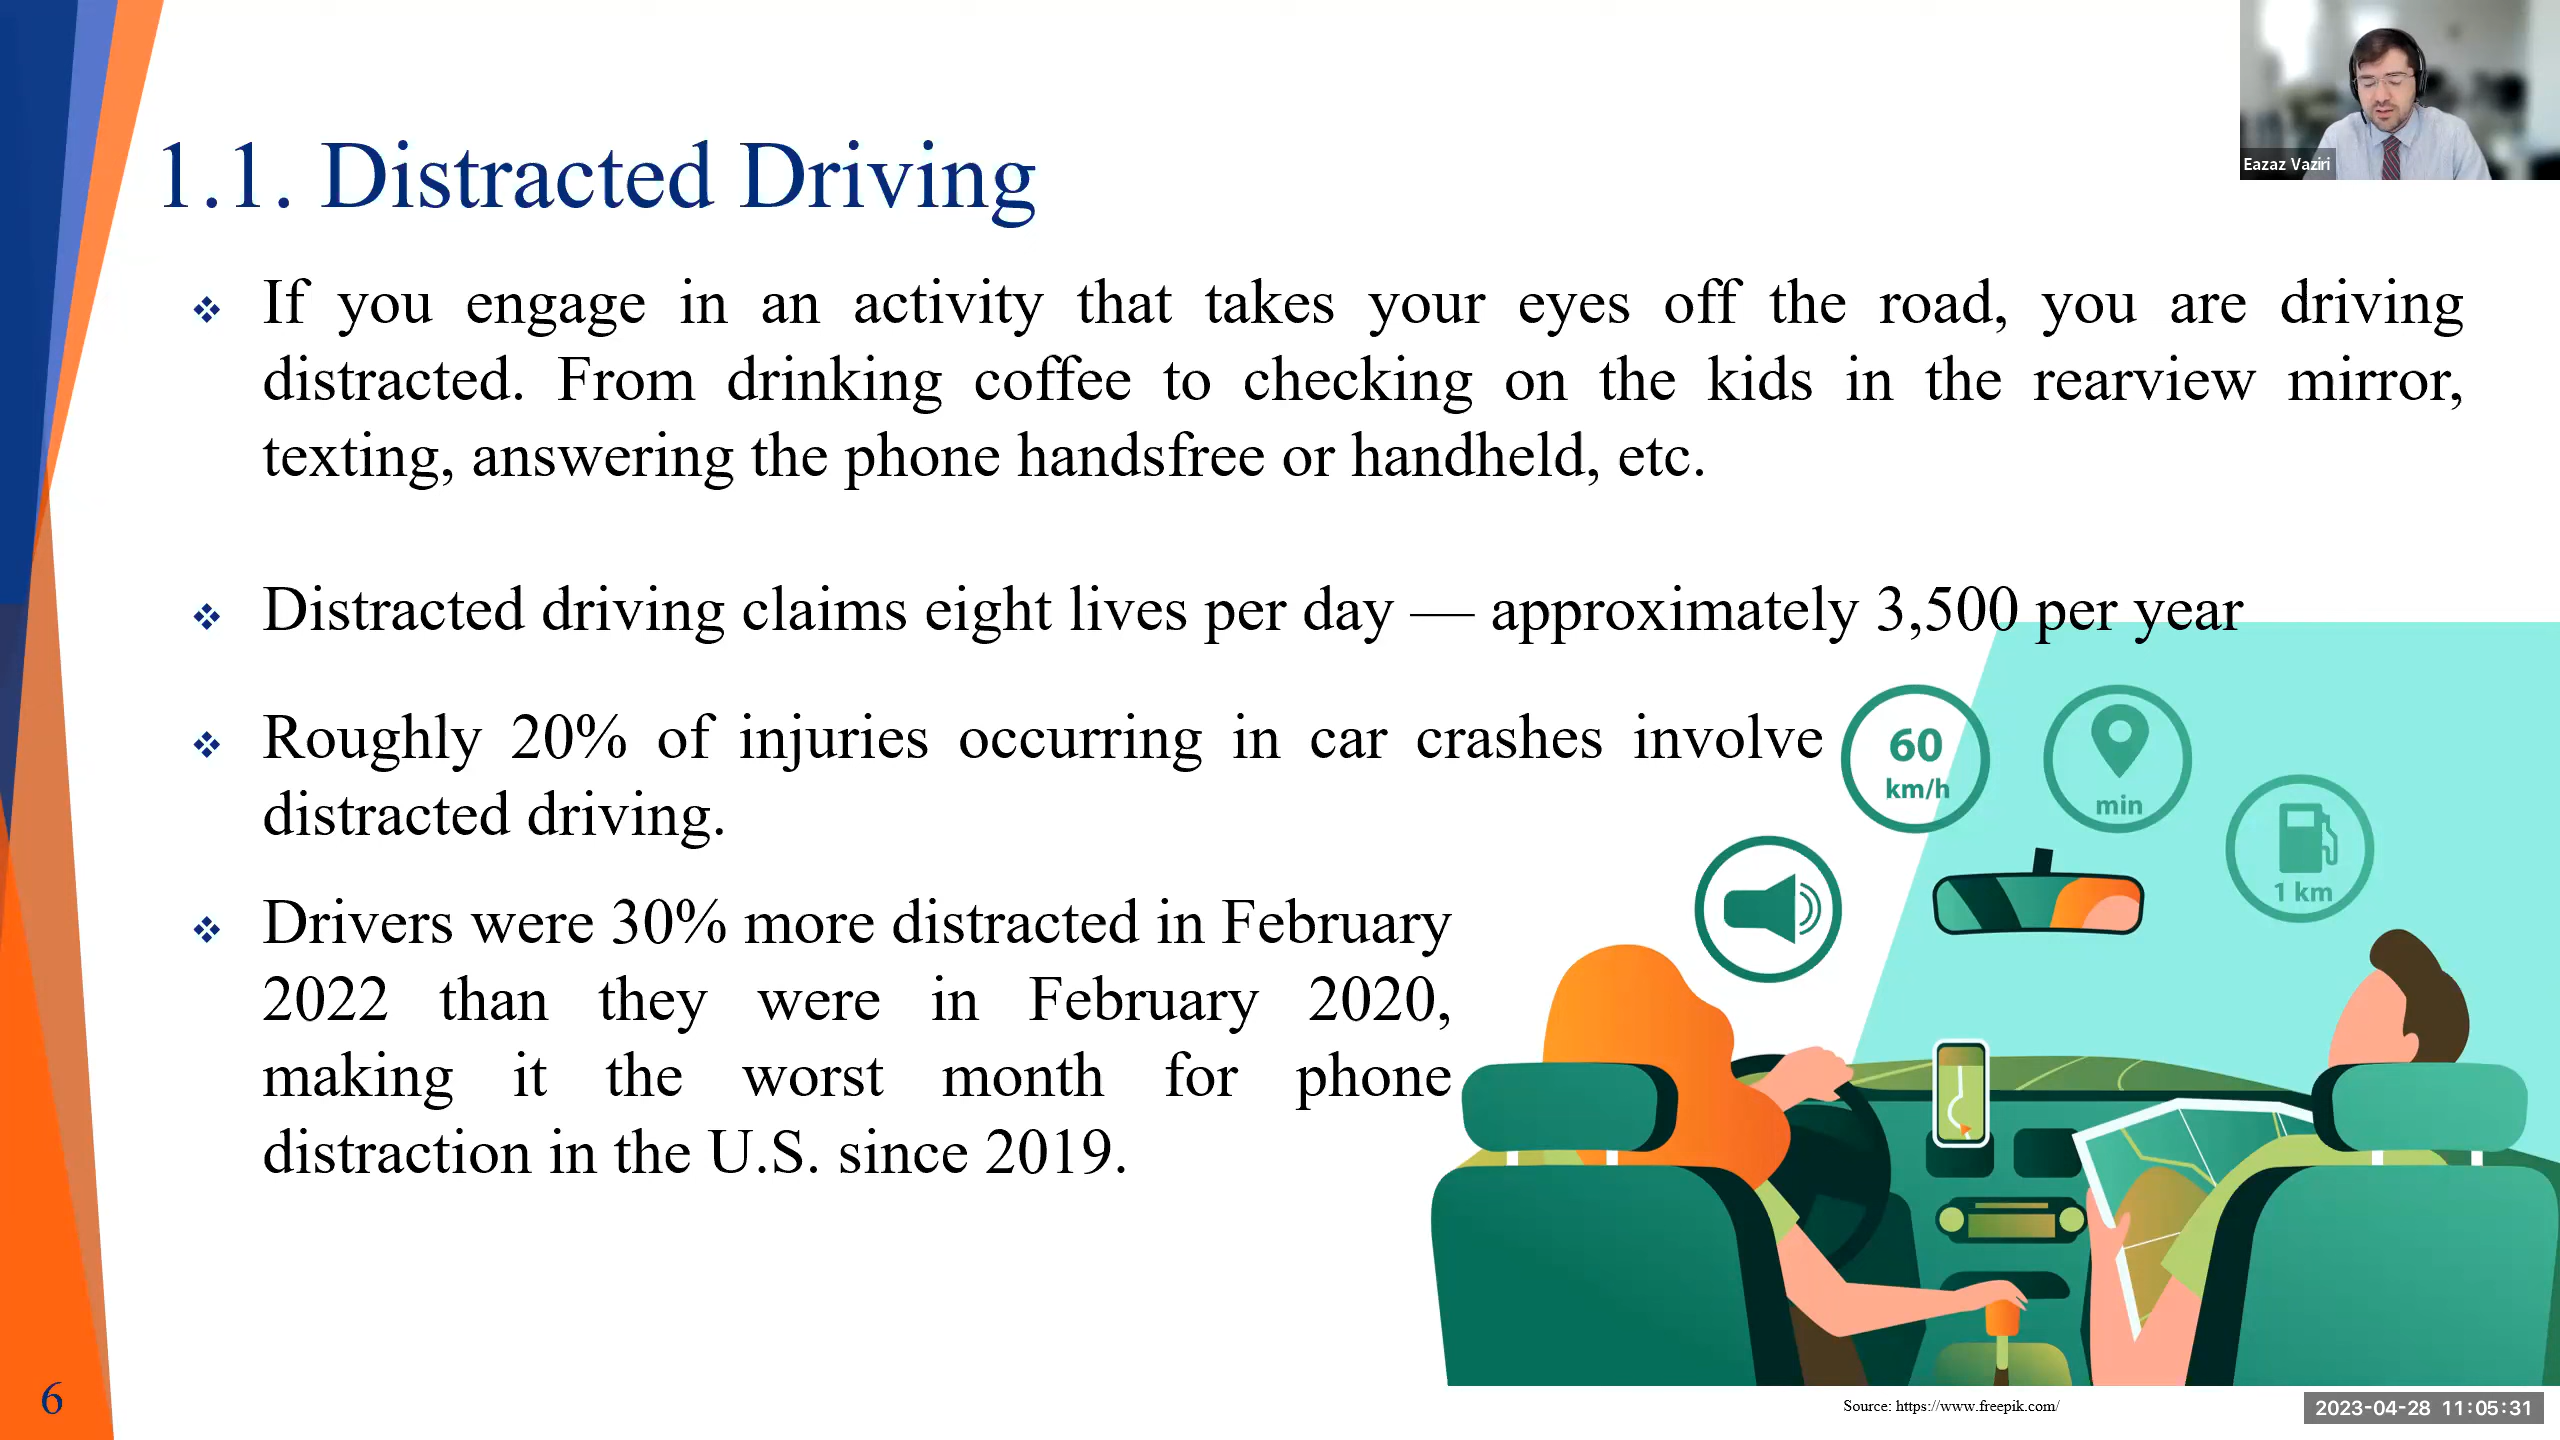 Eazaz Vaziri
1.1. Distracted Driving
❖ If you engage in an activity that takes your eyes off the road, you are driving
distracted. From drinking coffee to checking on the kids in the rearview mirror,
texting, answering the phone handsfree or handheld, etc.
❖ Distracted driving claims eight lives per day — approximately 3,500 per year
❖ Roughly 20% of injuries occurring in car crashes involve
distracted driving.
❖ Drivers were 30% more distracted in February
2022 than they were in February 2020,
making it the worst month for phone
distraction in the U.S. since 2019.
60
km/h
min
1 km
6
Source: https://www.freepik.com/
2023-04-28 11:05:31